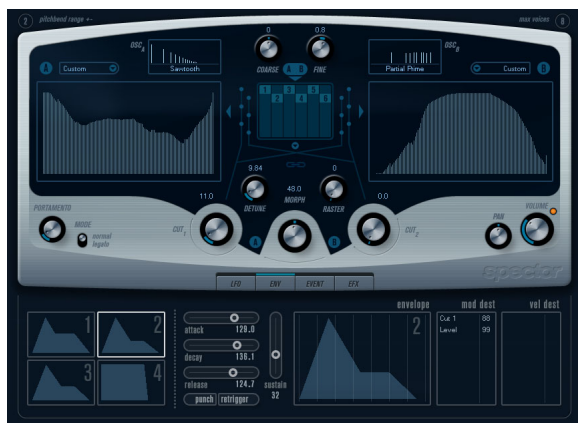 2 pitchbend range +- max voices 8
OSC A 0 0.8 OSC B
A Custom Sawtooth COARSE A B FINE Partial Prime Custom B
1 2 3 4 5 6
9.84 48.0 0
DETUNE MORPH RASTER
PORTAMENTO 11.0 0.0 VOLUME
MODE CUT 1 CUT 2 PAN
normal
legato A B
spector
LFO ENV EVENT EFX
envelope mod dest vel dest
1 2 attack 128.0 2 Cut 1 88
Level 99
decay 136.1
3 4 release 124.7 sustain
punch retrigger 32